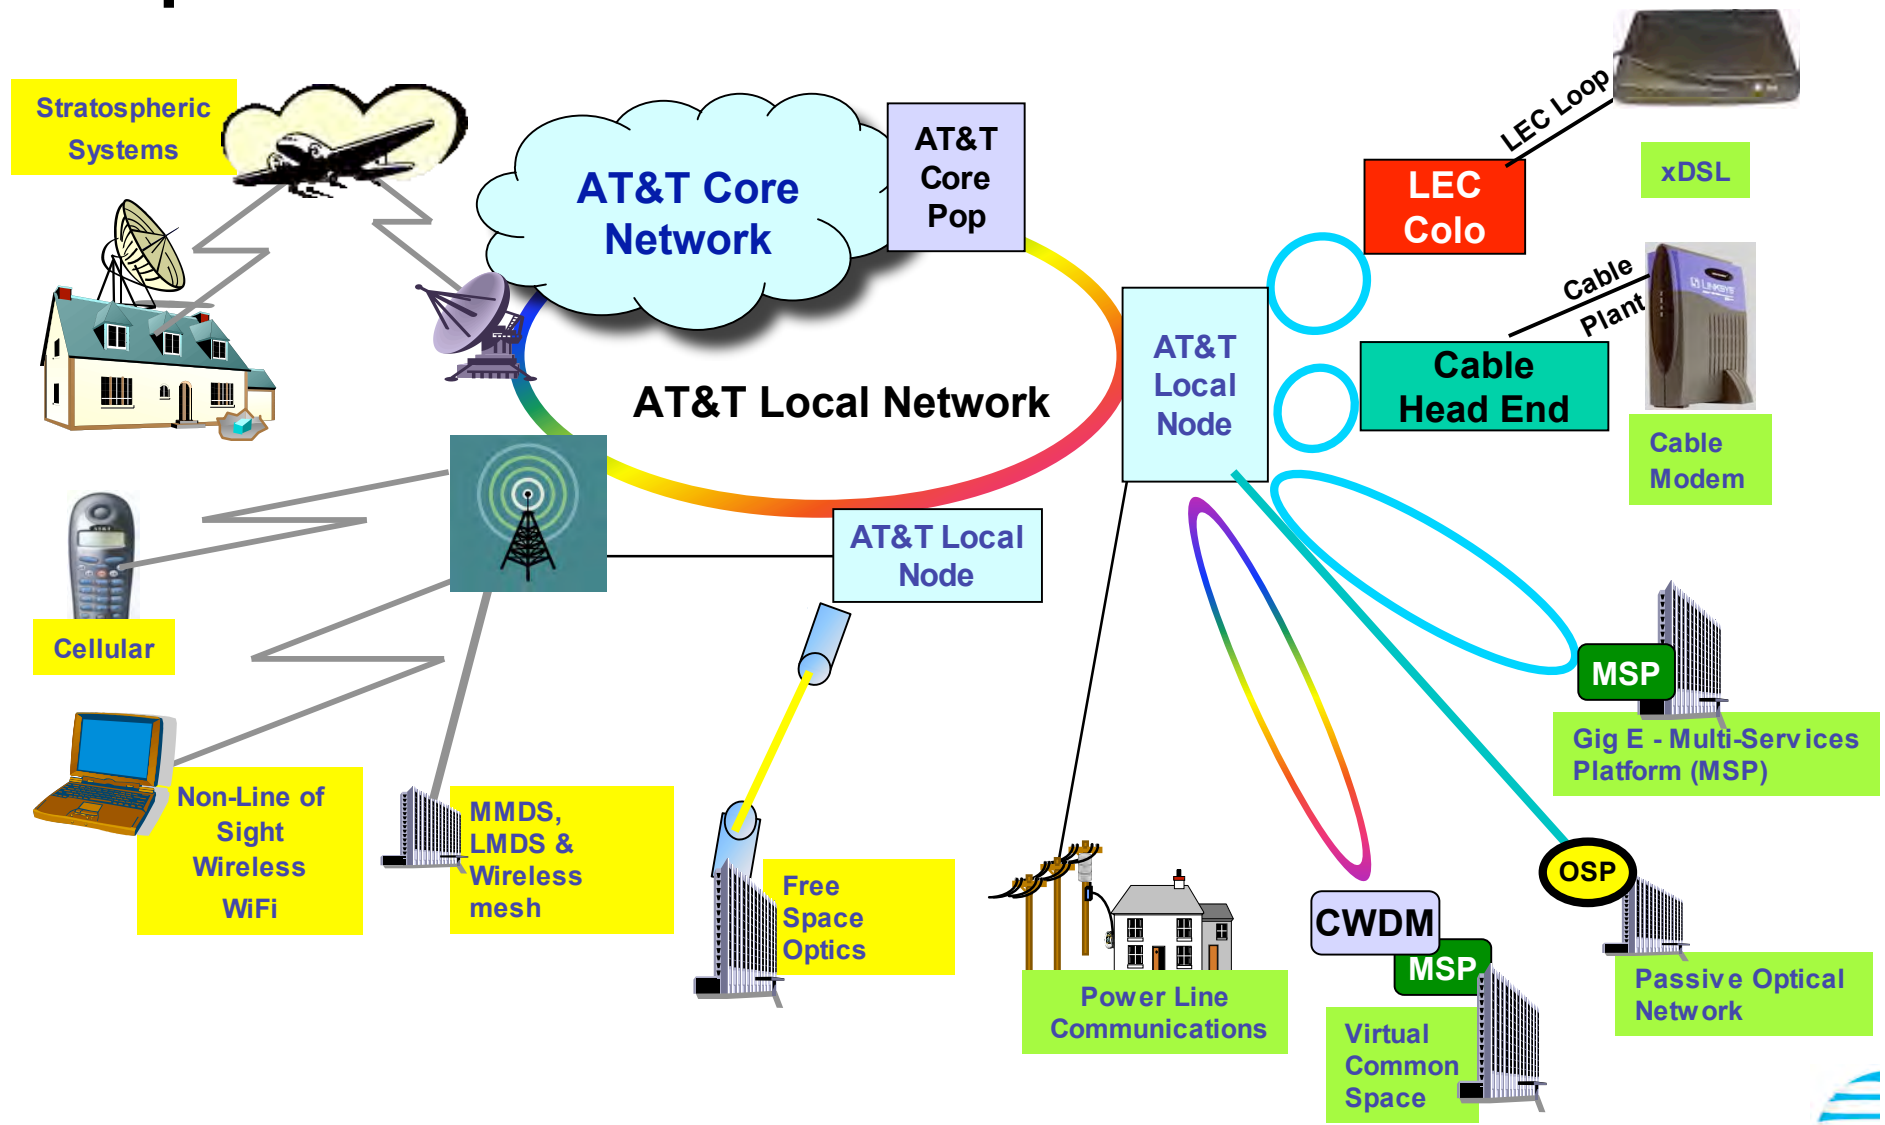 Stratospheric
Systems
AT&T Core
Network
AT&T
Core
Pop
LEC Loop
xDSL
LEC
Colo
Cable
Plant
LINKSYS
AT&T
Local
Node
Cable
Head End
Cable
Modem
AT&T Local Network
AT&T Local
Node
AT&T
Cellular
MSP
Gig E - Multi-Services
Platform (MSP)
Non-Line of
Sight
Wireless
WiFi
MMDS,
LMDS &
Wireless
mesh
Free
Space
Optics
OSP
CWDM
MSP
Passive Optical
Network
Power Line
Communications
Virtual
Common
Space